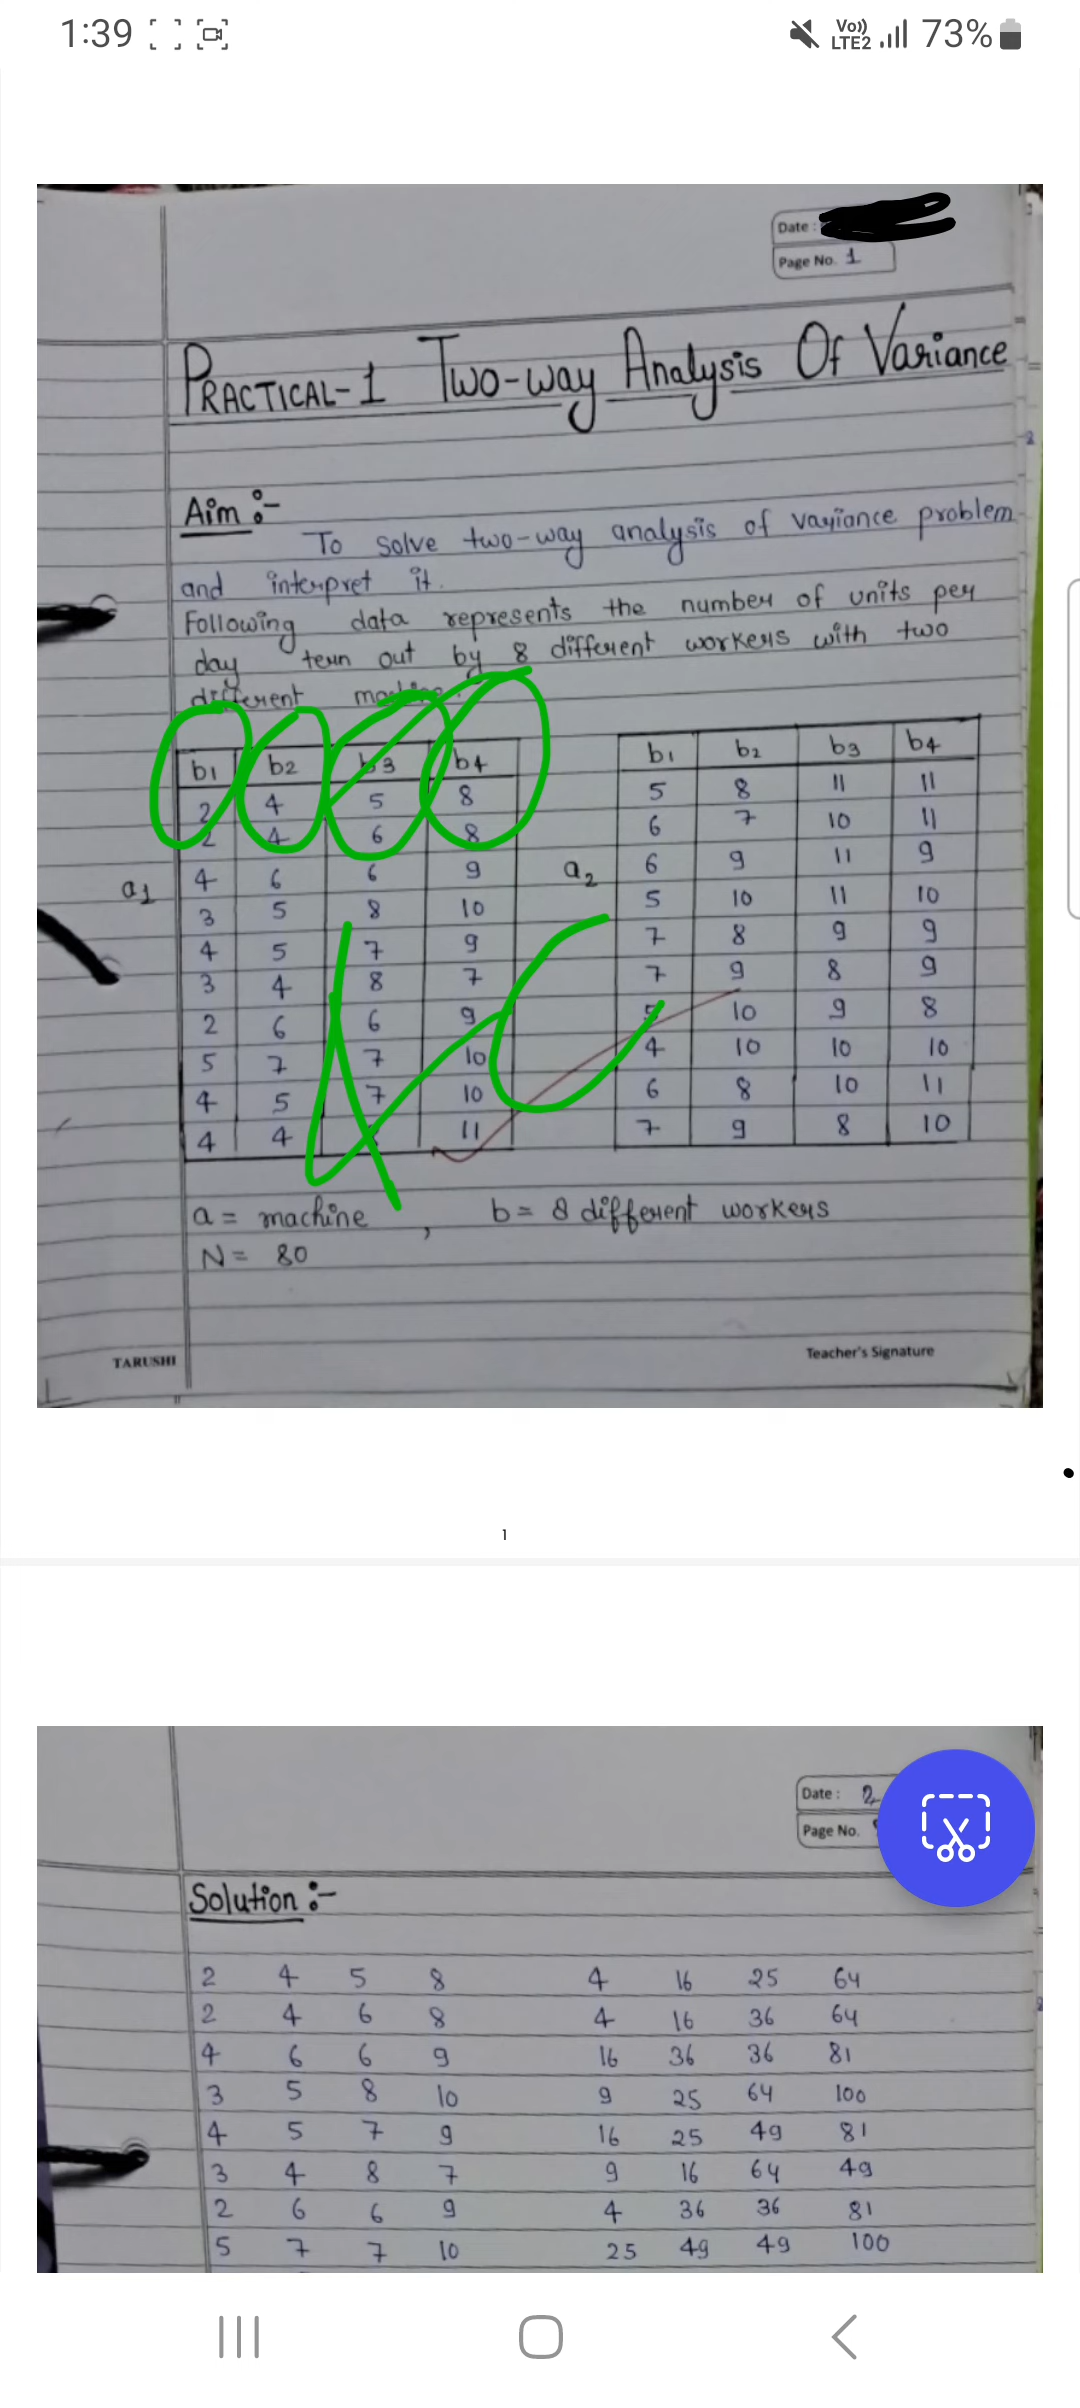 1:39
Vo)) LTE2 73%
Date:
Page No. 1
PRACTICAL-1 Two-way Analysis Of Variance
Aim :-
To solve two-way analysis of variance problem
and interpret it.
Following data represents the number of units per
day tern out by 8 different workers with two
different
b1 b2 b3 b4
2 4 5 8
2 4 6 8
4 6 6 9
3 5 8 10
4 5 7 9
3 4 8 7
2 6 6 9
5 7 7 10
4 5 7 10
4 4 11
a1
b1 b2 b3 b4
5 8 11 11
6 7 10 11
6 9 11 9
5 10 11 10
7 8 9 9
7 9 8 9
5 10 9 8
4 10 10 10
6 8 10 11
7 9 8 10
a2
a = machine , b = 8 different workers
N = 80
TARUSHI
Teacher's Signature
1
Date: 2
Page No.
Solution :-
2 4 5 8 4 16 25 64
2 4 6 8 4 16 36 64
4 6 6 9 16 36 36 81
3 5 8 10 9 25 64 100
4 5 7 9 16 25 49 81
3 4 8 7 9 16 64 49
2 6 6 9 4 36 36 81
5 7 7 10 25 49 49 100